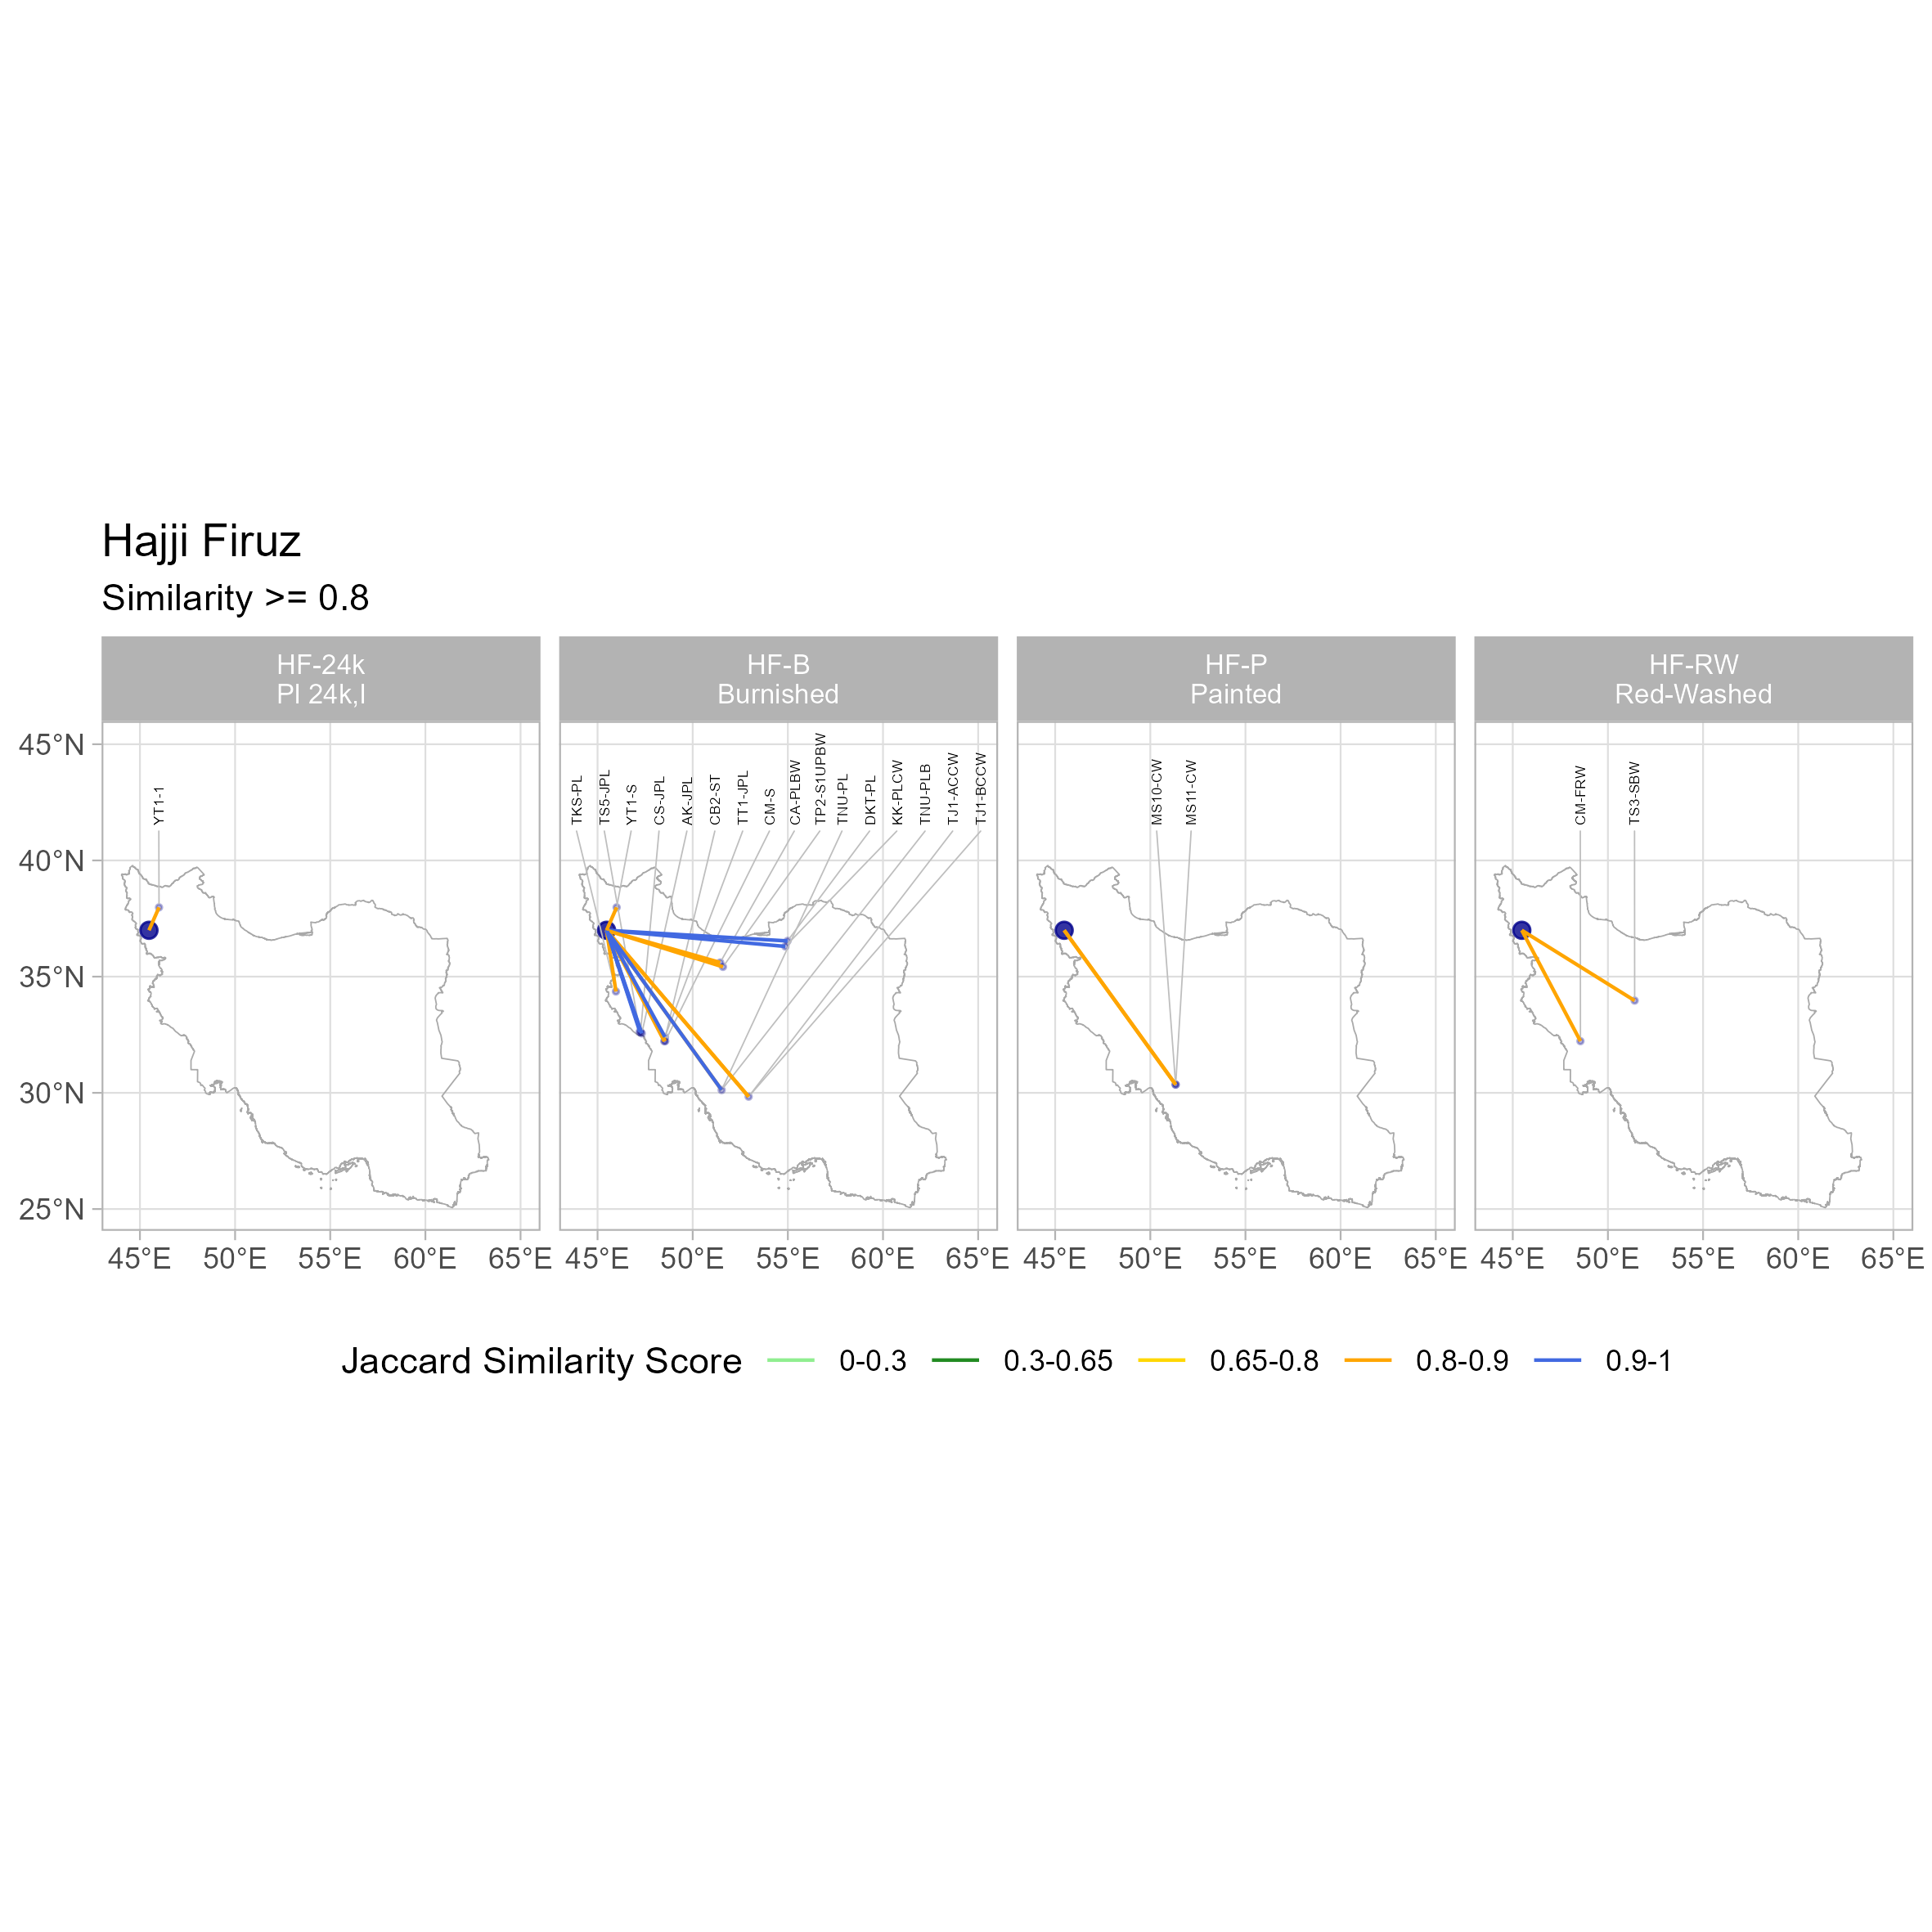 Hajji Firuz
Similarity >= 0.8
HF-24k
Pl 24k,l
HF-B
Burnished
HF-P
Painted
HF-RW
Red-Washed
45°N
40°N
35°N
30°N
25°N
YT1-1
TKS-PL
TS5-JPL
YT1-S
CS-JPL
AK-JPL
CB2-ST
TT1-JPL
CM-S
CA-PLBW
TP2-S1UPBW
TNU-PL
DKT-PL
KK-PLCW
TNU-PLB
TJ1-ACCW
TJ1-BCCW
MS10-CW
MS11-CW
CM-FRW
TS3-SBW
45°E 50°E 55°E 60°E 65°E
45°E 50°E 55°E 60°E 65°E
45°E 50°E 55°E 60°E 65°E
45°E 50°E 55°E 60°E 65°E
Jaccard Similarity Score 0-0.3 0.3-0.65 0.65-0.8 0.8-0.9 0.9-1